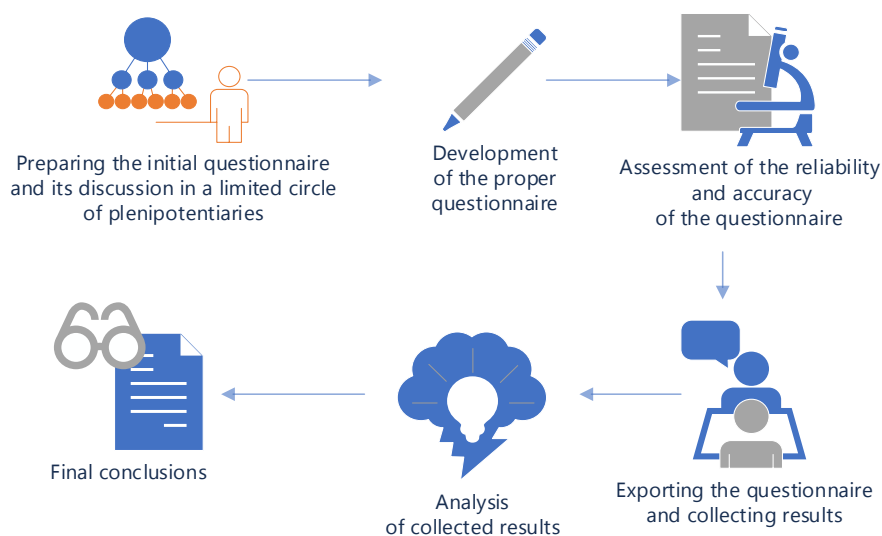 Preparing the initial questionnaire
and its discussion in a limited circle
of plenipotentiaries
Development
of the proper
questionnaire
Assessment of the reliability
and accuracy
of the questionnaire
Final conclusions
Analysis
of collected results
Exporting the questionnaire
and collecting results